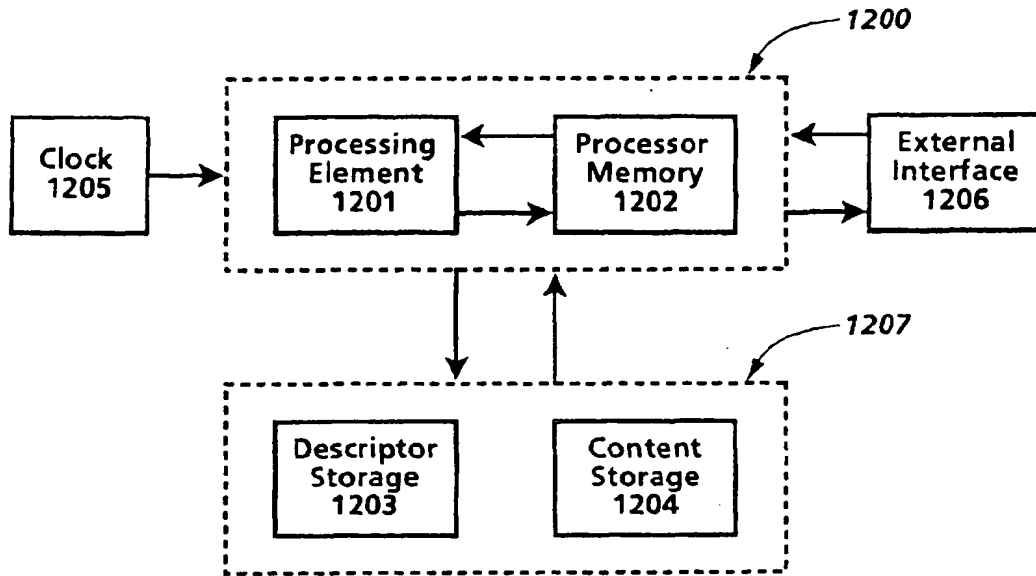 1200
Clock
1205
Processing
Element
1201
Processor
Memory
1202
External
Interface
1206
1207
Descriptor
Storage
1203
Content
Storage
1204